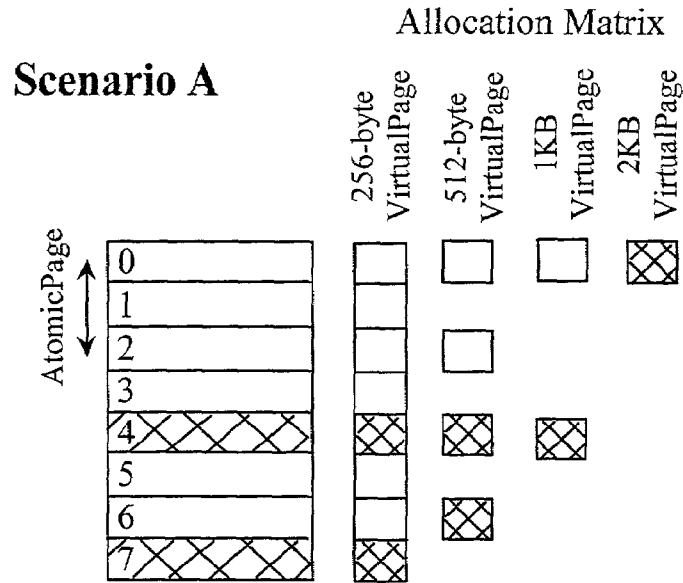 Allocation Matrix
Scenario A
256-byte
VirtualPage
512-byte
VirtualPage
1KB
VirtualPage
2KB
VirtualPage
AtomicPage
0
1
2
3
4
5
6
7